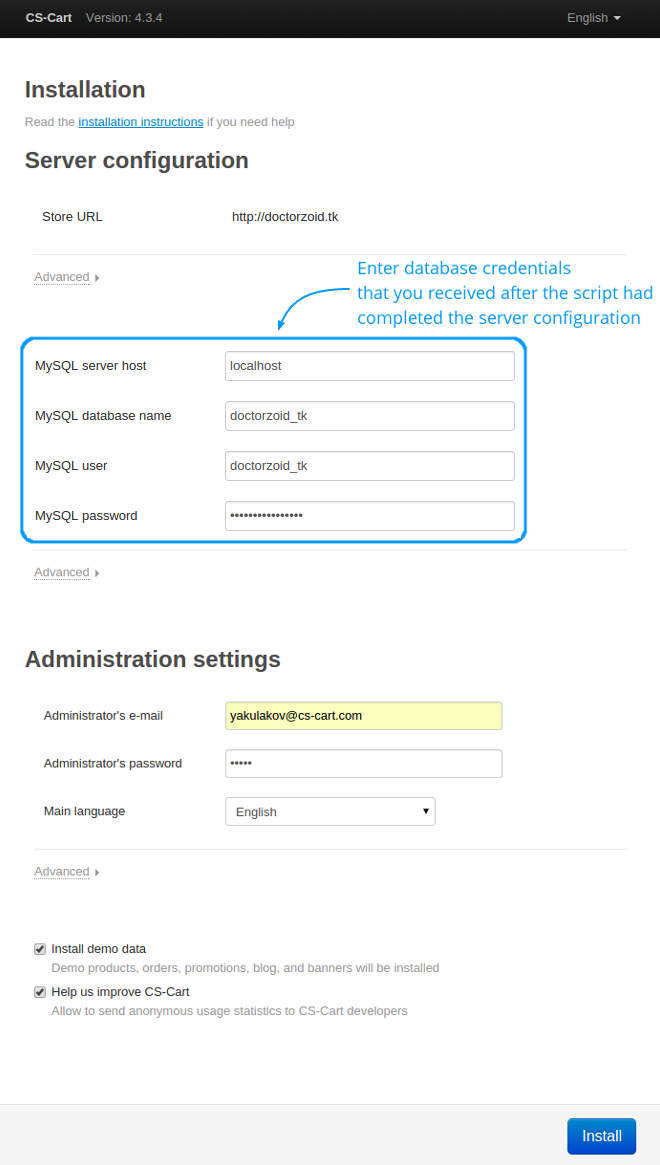 CS-Cart Version: 4.3.4 English
Installation
Read the installation instructions if you need help
Server configuration
Store URL http://doctorzoid.tk
Advanced
Enter database credentials
that you received after the script had
completed the server configuration
MySQL server host localhost
MySQL database name doctorzoid_tk
MySQL user doctorzoid_tk
MySQL password ••••••••••••••••
Advanced
Administration settings
Administrator's e-mail yakulakov@cs-cart.com
Administrator's password •••••
Main language English
Advanced
Install demo data
Demo products, orders, promotions, blog, and banners will be installed
Help us improve CS-Cart
Allow to send anonymous usage statistics to CS-Cart developers
Install